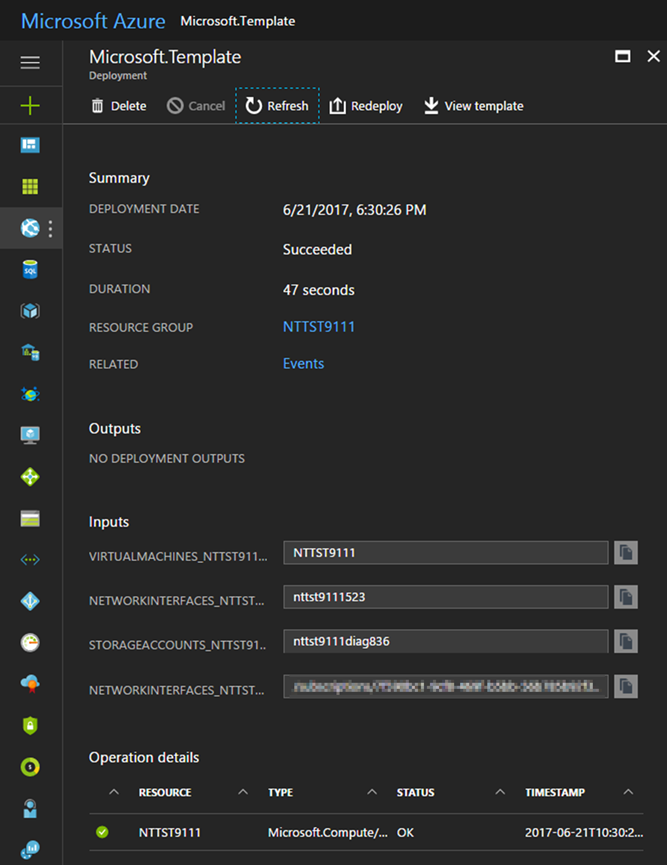 Microsoft Azure Microsoft.Template
Microsoft.Template
Deployment
Delete Cancel Refresh Redeploy View template
Summary
DEPLOYMENT DATE 6/21/2017, 6:30:26 PM
STATUS Succeeded
DURATION 47 seconds
RESOURCE GROUP NTTST9111
RELATED Events
Outputs
NO DEPLOYMENT OUTPUTS
Inputs
VIRTUALMACHINES_NTTST911... NTTST9111
NETWORKINTERFACES_NTTST... nttst9111523
STORAGEACCOUNTS_NTTST91... nttst9111diag836
NETWORKINTERFACES_NTTST...
Operation details
RESOURCE TYPE STATUS TIMESTAMP
NTTST9111 Microsoft.Compute/... OK 2017-06-21T10:30:2...